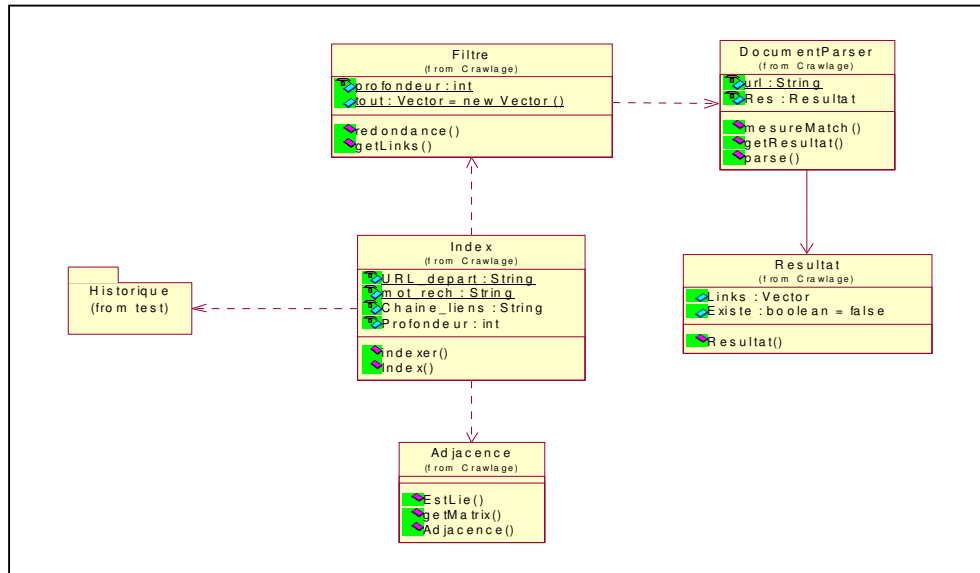 Filtre
(from Crawlage)
profondeur : int
tout : Vector = new Vector()
redondance()
getLinks()
DocumentParser
(from Crawlage)
url : String
Res : Resultat
mesureMatch()
getResultat()
parse()
Index
(from Crawlage)
URL_depart : String
mot_rech : String
Chaine_liens : String
Profondeur : int
indexer()
Index()
Historique
(from test)
Resultat
(from Crawlage)
Links : Vector
Existe : boolean = false
Resultat()
Adjacence
(from Crawlage)
EstLie()
getMatrix()
Adjacence()